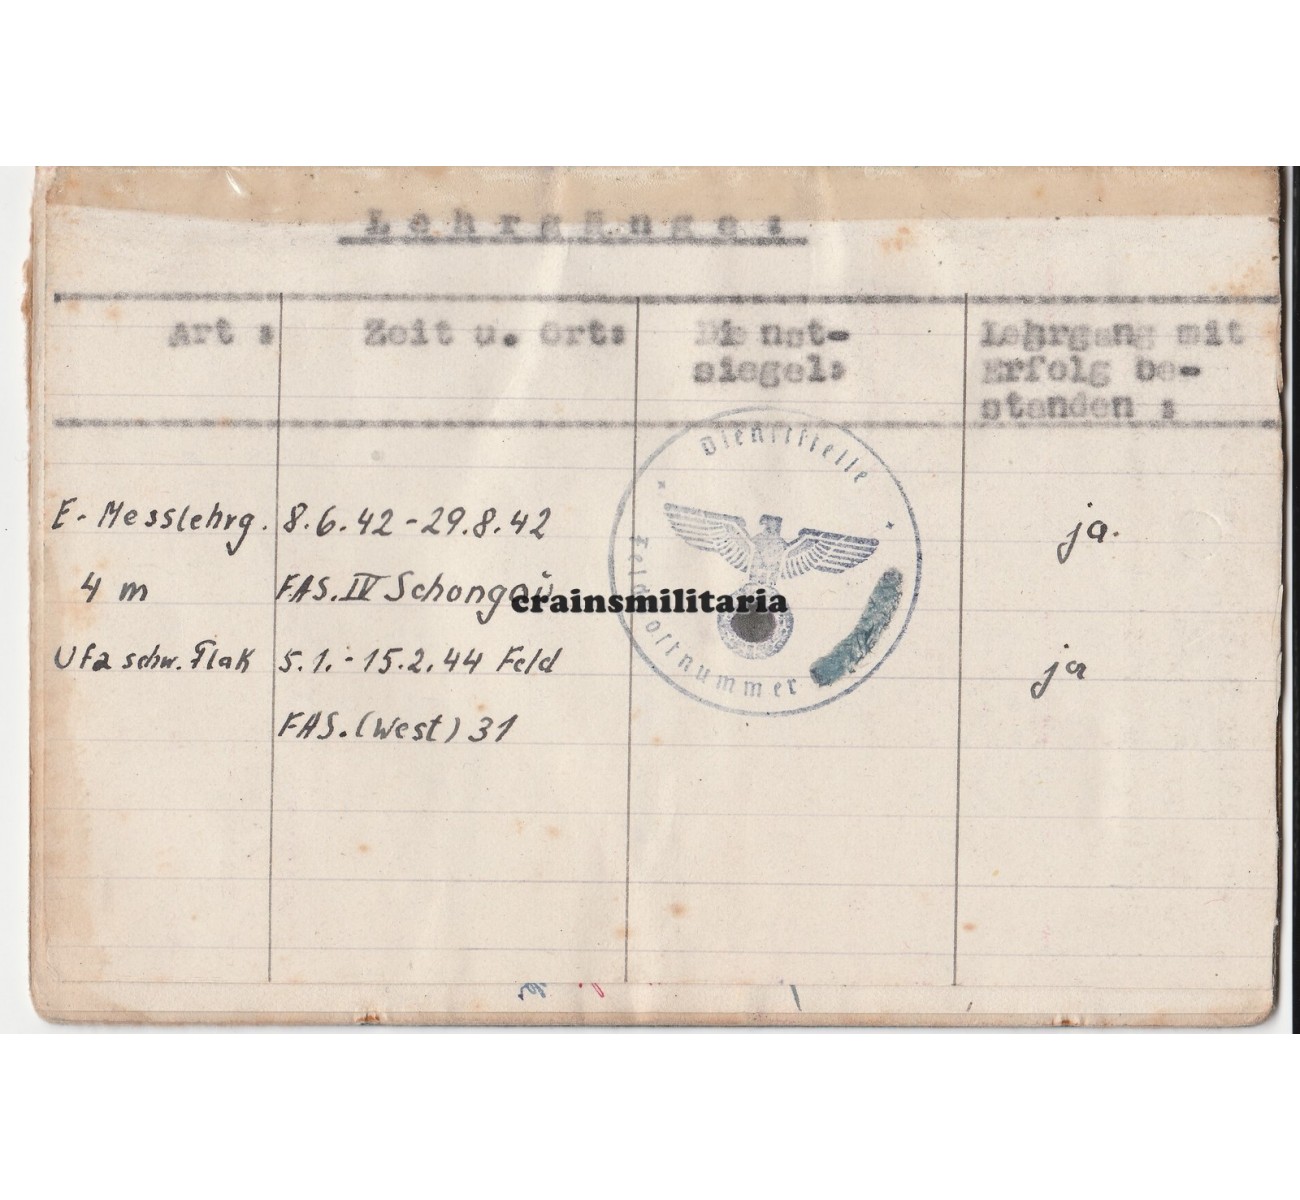 Lehrgänge:
Art : Zeit u. Ort: Dienst- Lehrgang mit
siegel: Erfolg be-
standen :
Dienststelle
Feldpostnummer
E-Messlehrg. 8.6.42-29.8.42 ja.
4 m FAS. IV Schongau
crainsmilitaria
Ufa schw. Flak 5.1.-15.2.44 Feld ja
FAS. (West) 31